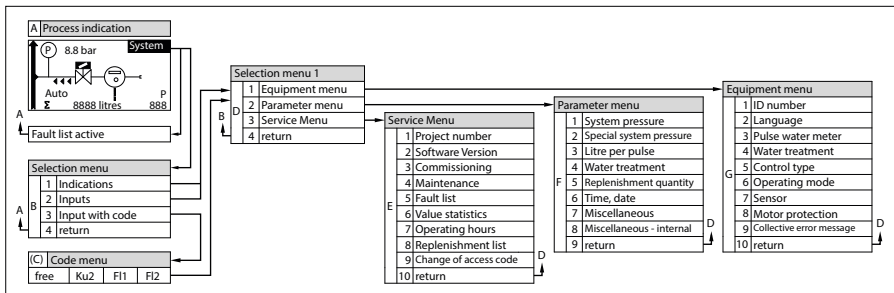 A Process indication
P 8.8 bar System
Auto P
Σ 8888 litres 888
A
Fault list active
Selection menu
B
1 Indications
2 Inputs
3 Input with code
4 return
A
(C) Code menu
free Ku2 Fl1 Fl2
Selection menu 1
D
1 Equipment menu
2 Parameter menu
3 Service Menu
4 return
B
Service Menu
E
1 Project number
2 Software Version
3 Commissioning
4 Maintenance
5 Fault list
6 Value statistics
7 Operating hours
8 Replenishment list
9 Change of access code
10 return
D
Parameter menu
F
1 System pressure
2 Special system pressure
3 Litre per pulse
4 Water treatment
5 Replenishment quantity
6 Time, date
7 Miscellaneous
8 Miscellaneous - internal
9 return
D
Equipment menu
G
1 ID number
2 Language
3 Pulse water meter
4 Water treatment
5 Control type
6 Operating mode
7 Sensor
8 Motor protection
9 Collective error message
10 return
D